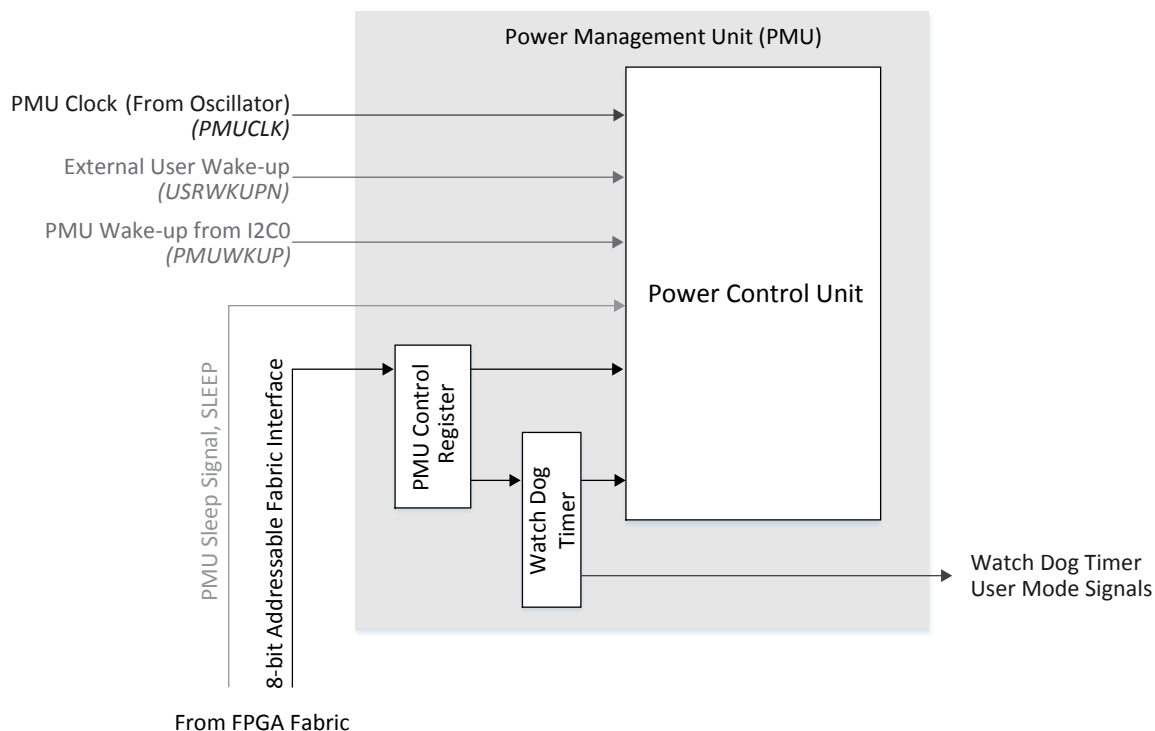 Power Management Unit (PMU)
PMU Clock (From Oscillator)
(PMUCLK)
External User Wake-up
(USRWKUPN)
PMU Wake-up from I2C0
(PMUWKUP)
Power Control Unit
PMU Sleep Signal, SLEEP
8-bit Addressable Fabric Interface
PMU Control
Register
Watch Dog
Timer
Watch Dog Timer
User Mode Signals
From FPGA Fabric